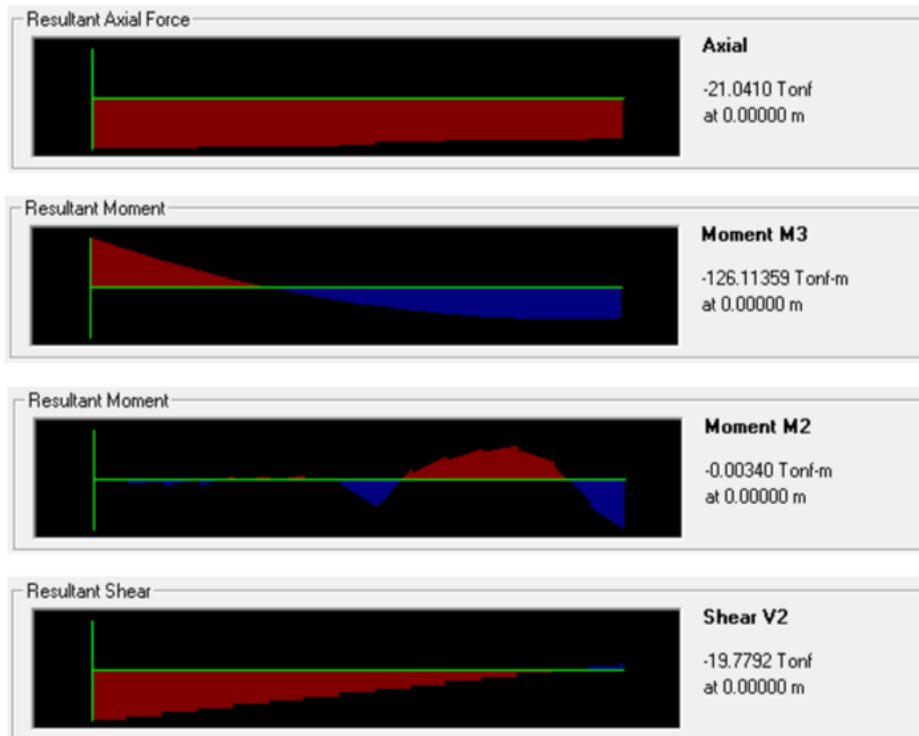 Resultant Axial Force
Axial
-21.0410 Tonf
at 0.00000 m
Resultant Moment
Moment M3
-126.11359 Tonf-m
at 0.00000 m
Resultant Moment
Moment M2
-0.00340 Tonf-m
at 0.00000 m
Resultant Shear
Shear V2
-19.7792 Tonf
at 0.00000 m